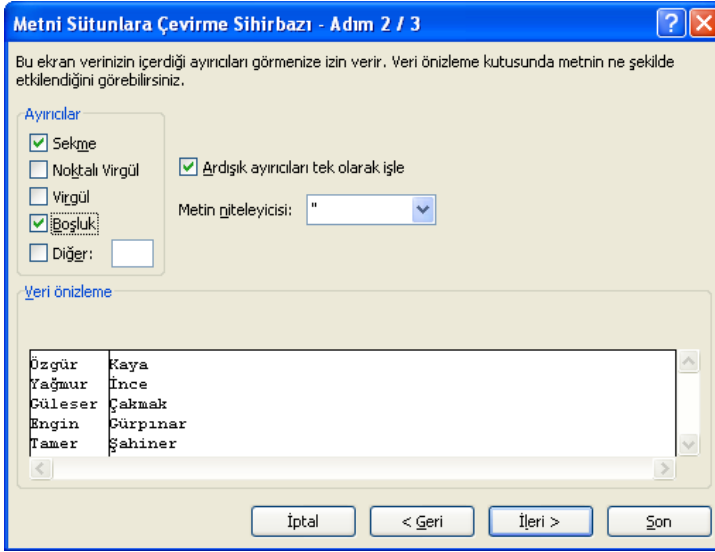 Metni Sütunlara Çevirme Sihirbazı - Adım 2 / 3
Bu ekran verinizin içerdiği ayırıcıları görmenize izin verir. Veri önizleme kutusunda metnin ne şekilde
etkilendiğini görebilirsiniz.
Ayırıcılar
Sekme
Noktalı Virgül
Virgül
Boşluk
Diğer:
Ardışık ayırıcıları tek olarak işle
Metin niteleyicisi: "
Veri önizleme
Özgür Kaya
Yağmur İnce
Güleser Çakmak
Engin Gürpınar
Tamer Şahiner
İptal < Geri İleri > Son